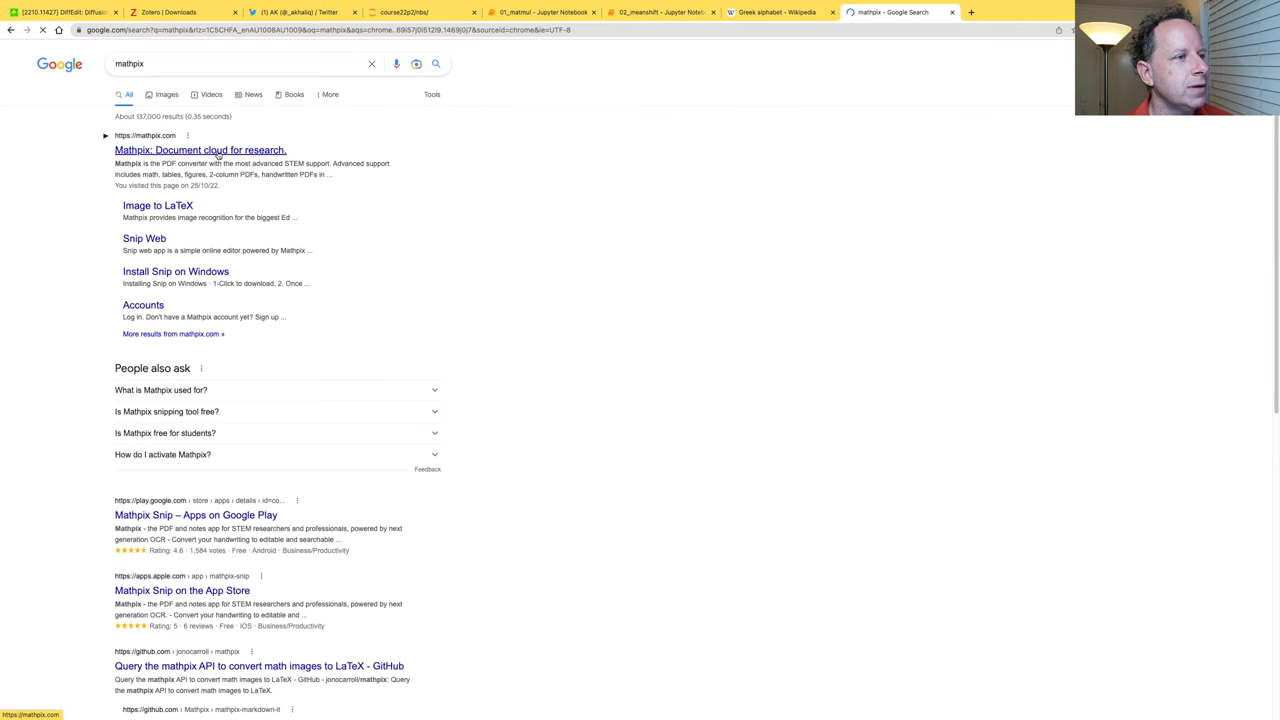 [2210.11427] DiffEdit: Diffusion
Zotero | Downloads
(1) AK (@_akhaliq) / Twitter
course22p2/nbs/
01_matmul - Jupyter Notebook
02_meanshift - Jupyter Notebo
Greek alphabet - Wikipedia
mathpix - Google Search
google.com/search?q=mathpix&rlz=1C5CHFA_enAU1008AU1009&oq=mathpix&aqs=chrome..69i57j0i512l9.1469j0j7&sourceid=chrome&ie=UTF-8
Google
mathpix
All
Images
Videos
News
Books
More
Tools
About 137,000 results (0.35 seconds)
https://mathpix.com
Mathpix: Document cloud for research.
Mathpix is the PDF converter with the most advanced STEM support. Advanced support
includes math, tables, figures, 2-column PDFs, handwritten PDFs in ...
You visited this page on 25/10/22.
Image to LaTeX
Mathpix provides image recognition for the biggest Ed ...
Snip Web
Snip web app is a simple online editor powered by Mathpix ...
Install Snip on Windows
Installing Snip on Windows · 1-Click to download. 2. Once ...
Accounts
Log in. Don't have a Mathpix account yet? Sign up ...
More results from mathpix.com »
People also ask
What is Mathpix used for?
Is Mathpix snipping tool free?
Is Mathpix free for students?
How do I activate Mathpix?
Feedback
https://play.google.com › store › apps › details › id=co...
Mathpix Snip – Apps on Google Play
Mathpix - the PDF and notes app for STEM researchers and professionals, powered by next
generation OCR - Convert your handwriting to editable and searchable ...
Rating: 4.6 · 1,584 votes · Free · Android · Business/Productivity
https://apps.apple.com › app › mathpix-snip
Mathpix Snip on the App Store
Mathpix - the PDF and notes app for STEM researchers and professionals, powered by next
generation OCR. - Convert your handwriting to editable and ...
Rating: 5 · 6 reviews · Free · iOS · Business/Productivity
https://github.com › jonocarroll › mathpix
Query the mathpix API to convert math images to LaTeX - GitHub
Query the mathpix API to convert math images to LaTeX - GitHub - jonocarroll/mathpix: Query
the mathpix API to convert math images to LaTeX.
https://github.com › Mathpix › mathpix-markdown-it
https://mathpix.com